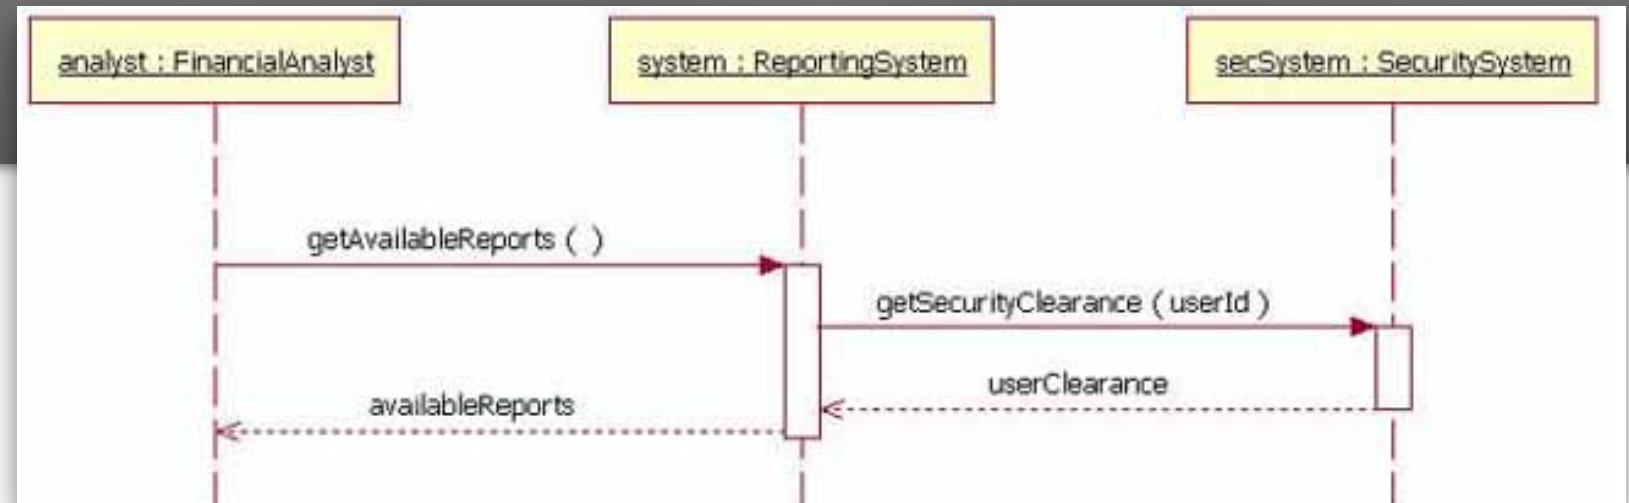 analyst : FinancialAnalyst
system : ReportingSystem
secSystem : SecuritySystem
getAvailableReports ( )
getSecurityClearance ( userId )
userClearance
availableReports